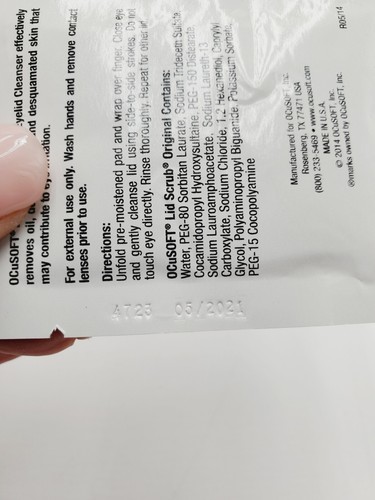 OCuSOFT® yelid Cleanser effectively
removes oil, and desquamated skin that
may contribute to ey
For external use only. Wash hands and remove contact
lenses prior to use.
Directions:
Unfold pre-moistened pad and wrap over finger. Close eye
and gently cleanse lid using side-to-side strokes. Do not
touch eye directly. Rinse thoroughly. Repeat for other
OCuSOFT® Lid Scrub® Original Contains:
Water, PEG-80 Sorbitan Laurate, Sodium Trideceth Sulfate,
Cocamidopropyl Hydroxysultaine, PEG-150 Distearate
Sodium Lauroamphoacetate, Sodium Laureth-13
Carboxylate, Sodium Chloride, 1,2 Hexanediol, Caprylyl
Glycol, Polyaminopropyl Biguanide, Potassium Sorbate,
PEG-15 Cocopolyamine
Manufactured for OCuSOFT, Inc.
Rosenberg, TX 77471 USA
(800) 233-5469 • www.ocusoft.com
MADE IN U.S.A.
© 2014 OCuSOFT, Inc.
®marks owned by OCuSOFT, Inc.
R05/14
05/2021